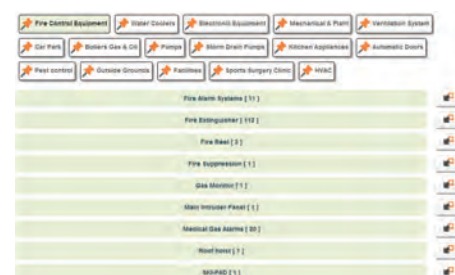 Fire Control Equipment Water Coolers Electronic Equipment Mechanical & Plant Ventilation System
Car Park Boilers Gas & Oil Pumps Storm Drain Pumps Kitchen Appliances Automatic Doors
Pest control Outside Grounds Facilities Sports Surgery Clinic HVAC
Fire Alarm Systems [ 11 ]
Fire Extinguisher [ 112 ]
Fire Reel [ 3 ]
Fire Suppression [ 1 ]
Gas Monitor [ 1 ]
Main Intruder Panel [ 1 ]
Medical Gas Alarms [ 20 ]
Roof hoist [ 1 ]